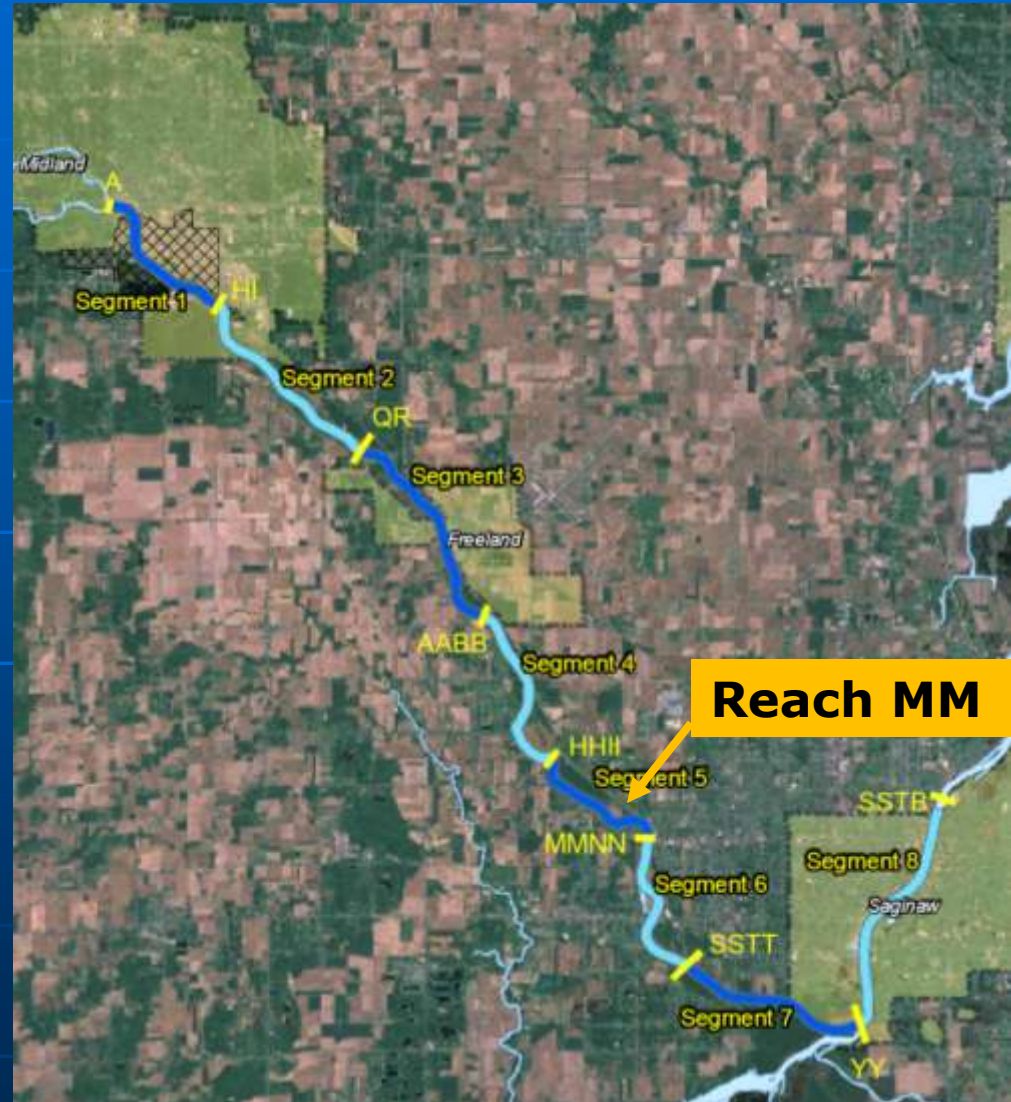 Midland
A
Segment 1
HI
Segment 2
QR
Segment 3
Freeland
AABB
Segment 4
Reach MM
HHII
Segment 5
SSTB
MMNN
Segment 8
Segment 6
Saginaw
SSTT
Segment 7
YY